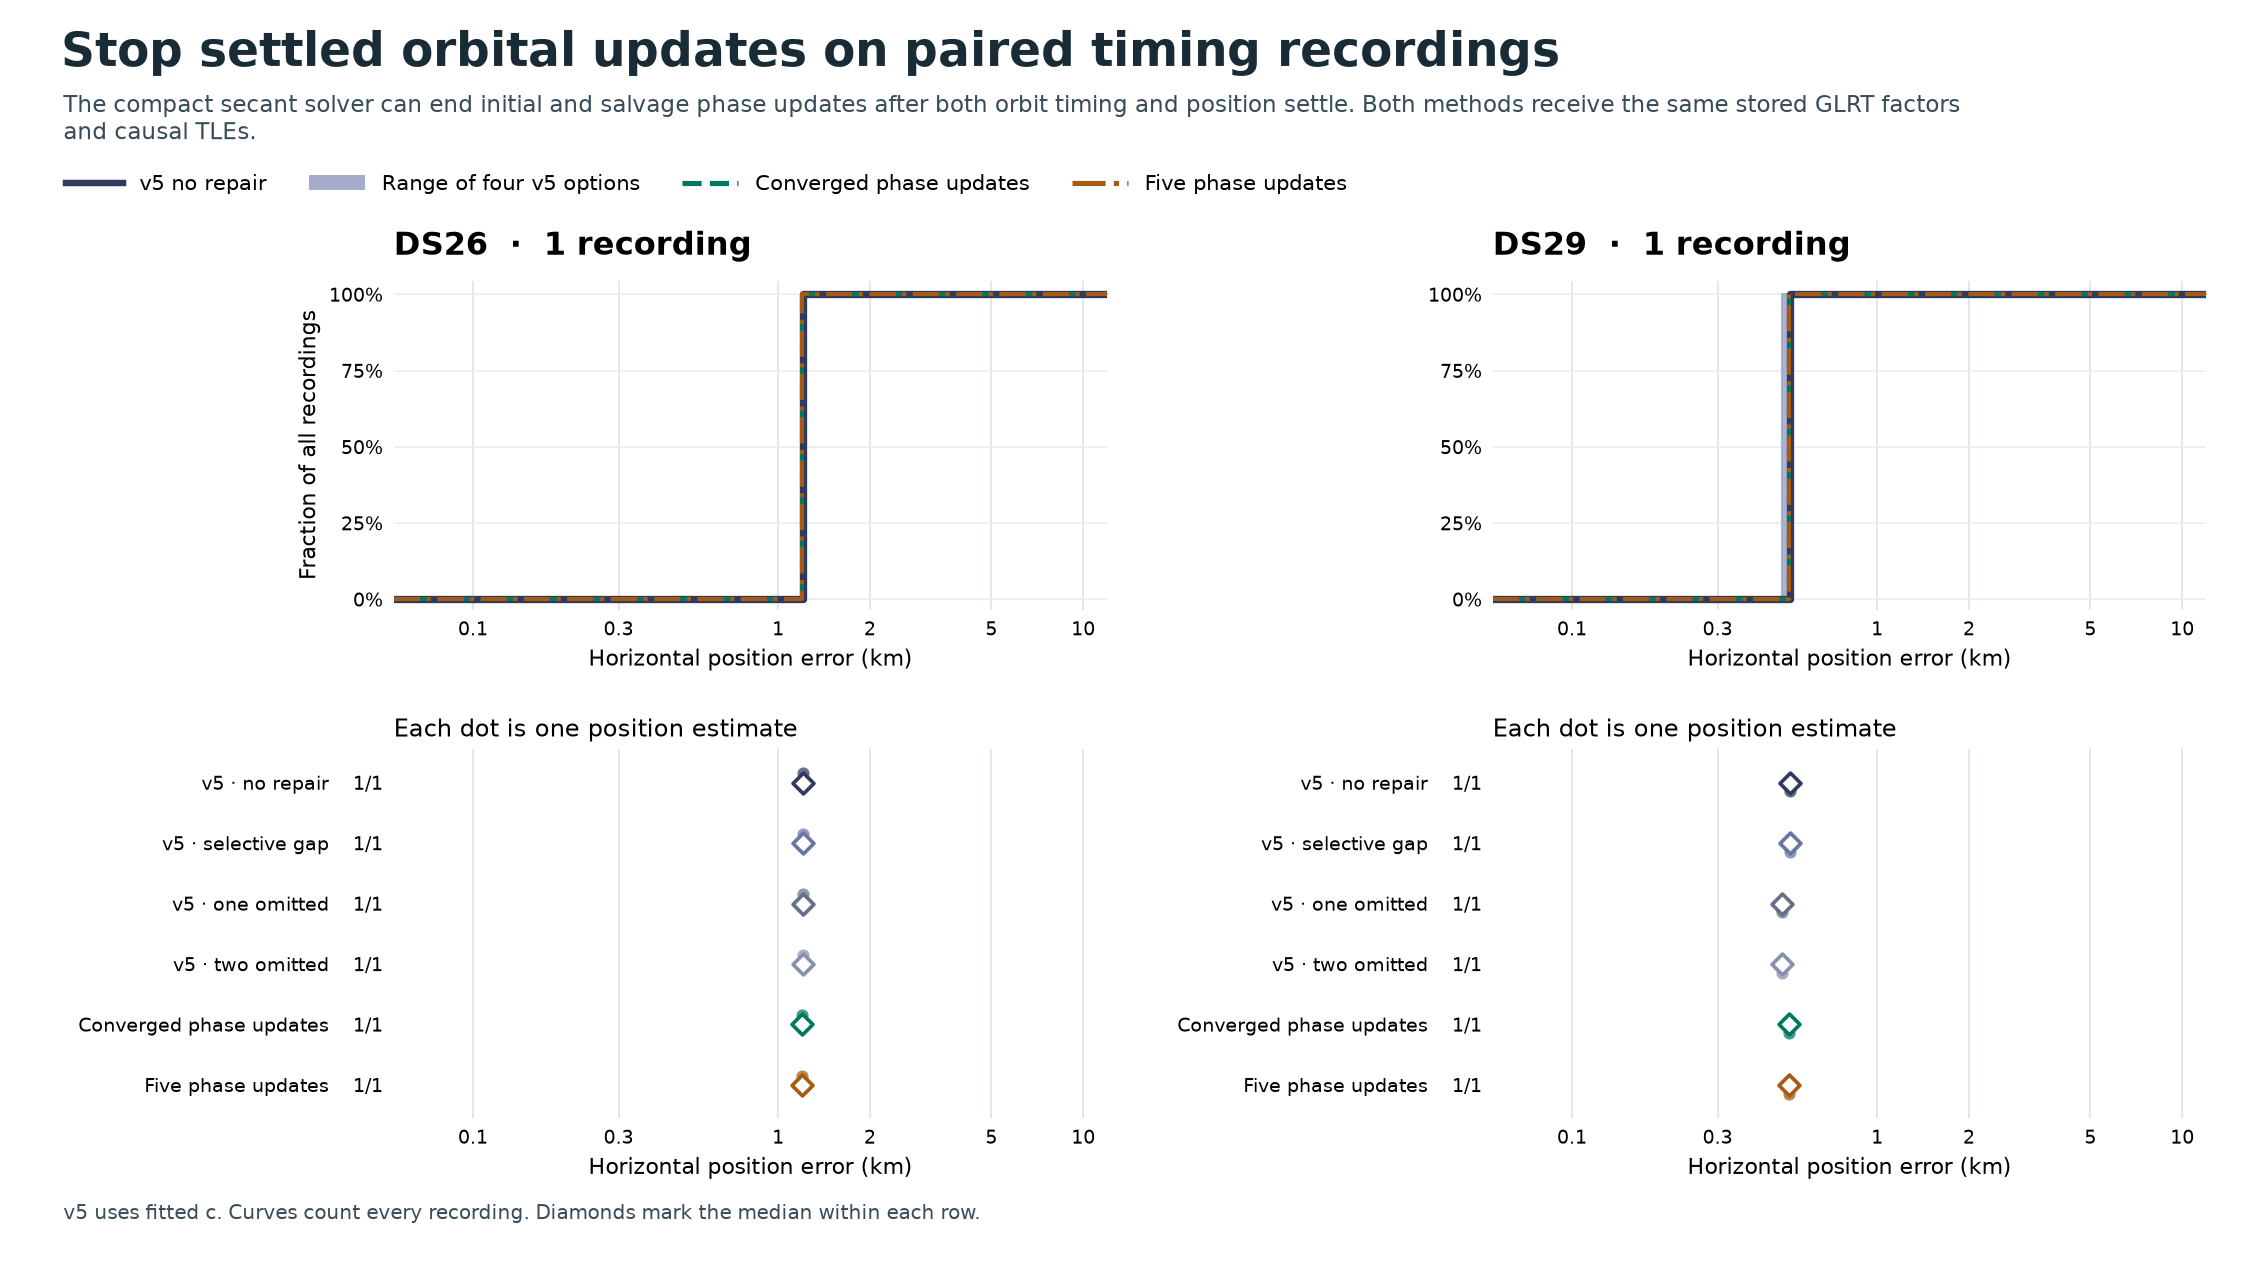 Stop settled orbital updates on paired timing recordings
The compact secant solver can end initial and salvage phase updates after both orbit timing and position settle. Both methods receive the same stored GLRT factors
and causal TLEs.
v5 no repair
Range of four v5 options
Converged phase updates
Five phase updates
DS26 · 1 recording
Fraction of all recordings
100%
75%
50%
25%
0%
0.1 0.3 1 2 5 10
Horizontal position error (km)
DS29 · 1 recording
100%
75%
50%
25%
0%
0.1 0.3 1 2 5 10
Horizontal position error (km)
Each dot is one position estimate
v5 · no repair 1/1
v5 · selective gap 1/1
v5 · one omitted 1/1
v5 · two omitted 1/1
Converged phase updates 1/1
Five phase updates 1/1
0.1 0.3 1 2 5 10
Horizontal position error (km)
Each dot is one position estimate
v5 · no repair 1/1
v5 · selective gap 1/1
v5 · one omitted 1/1
v5 · two omitted 1/1
Converged phase updates 1/1
Five phase updates 1/1
0.1 0.3 1 2 5 10
Horizontal position error (km)
v5 uses fitted c. Curves count every recording. Diamonds mark the median within each row.